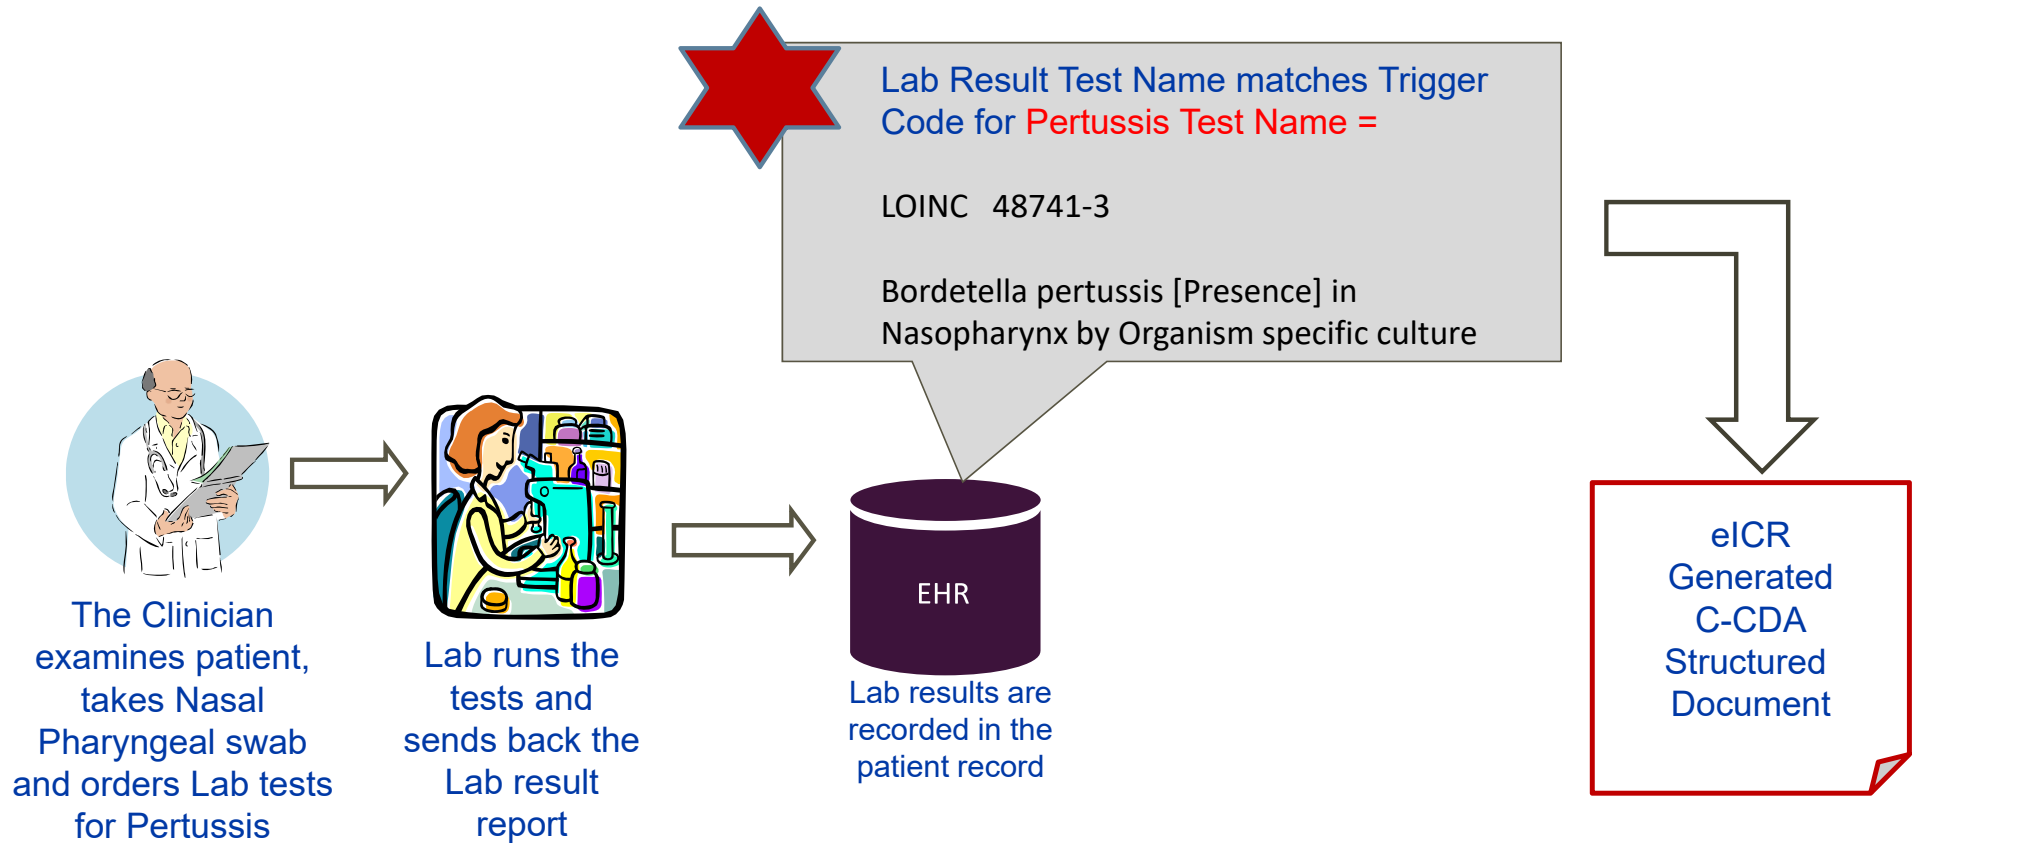 Lab Result Test Name matches Trigger
Code for Pertussis Test Name =
LOINC   48741-3
Bordetella pertussis [Presence] in
Nasopharynx by Organism specific culture
The Clinician
examines patient,
takes Nasal
Pharyngeal swab
and orders Lab tests
for Pertussis
Lab runs the
tests and
sends back the
Lab result
report
EHR
Lab results are
recorded in the
patient record
eICR
Generated
C-CDA
Structured
Document